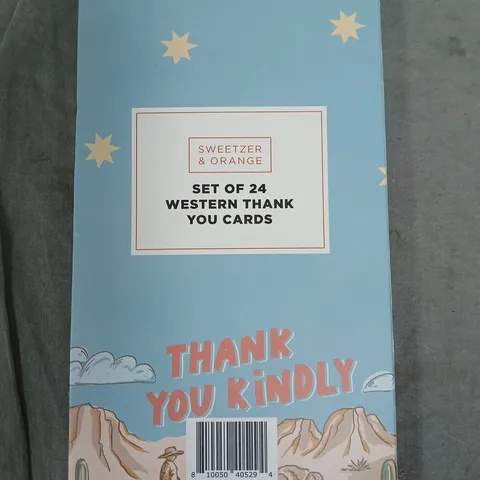 SWEETZER
& ORANGE
SET OF 24
WESTERN THANK
YOU CARDS
THANK
YOU KiNDLY
8 10050 40529 4